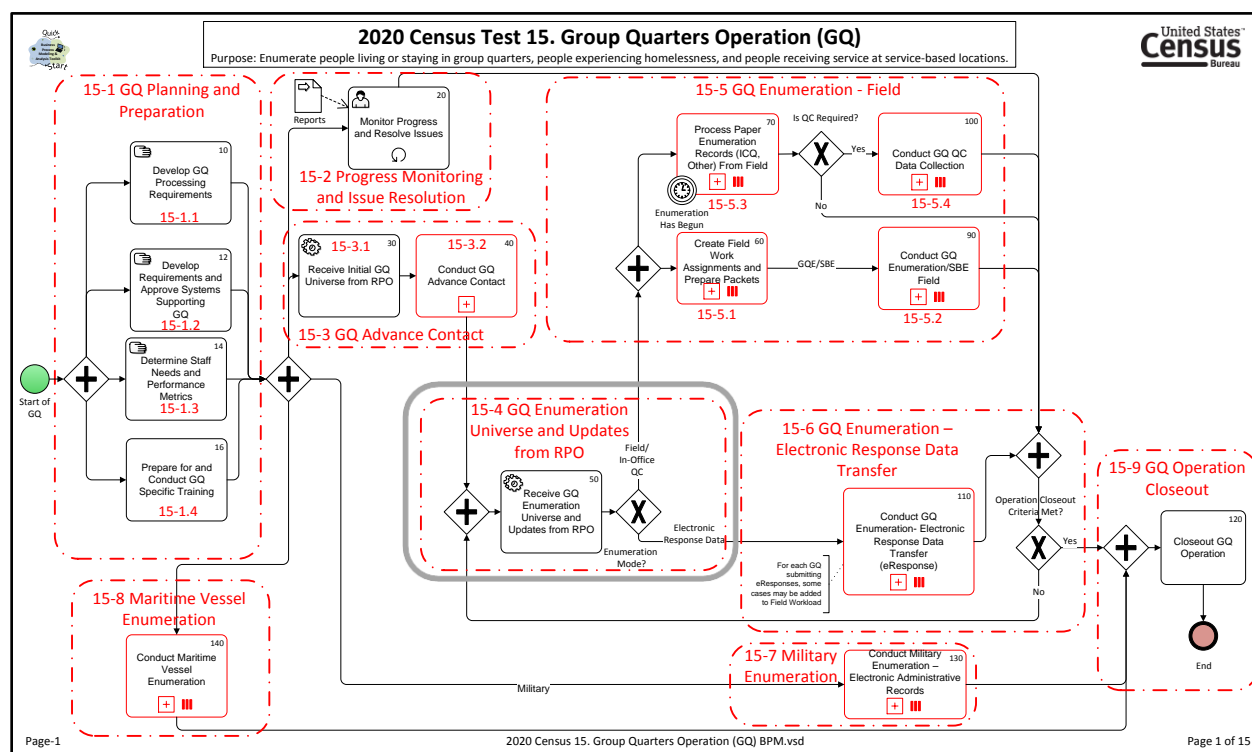 Quick
Business
Process
Modeling &
Analysis Toolkit
Start
2020 Census Test 15. Group Quarters Operation (GQ)
Purpose: Enumerate people living or staying in group quarters, people experiencing homelessness, and people receiving service at service-based locations.
United States™
Census
Bureau
15-1 GQ Planning and
Preparation
10
Develop GQ
Processing
Requirements
15-1.1
12
Develop
Requirements and
Approve Systems
Supporting
GQ
15-1.2
14
Determine Staff
Needs and
Performance
Metrics
15-1.3
16
Prepare for and
Conduct GQ
Specific Training
15-1.4
Start of
GQ
Reports
20
Monitor Progress
and Resolve Issues
15-2 Progress Monitoring
and Issue Resolution
15-3.1
30
Receive Initial GQ
Universe from RPO
15-3.2
40
Conduct GQ
Advance Contact
15-3 GQ Advance Contact
15-4 GQ Enumeration
Universe and Updates
from RPO
50
Receive GQ
Enumeration
Universe and
Updates from RPO
Field/
In-Office
QC
X
Enumeration
Mode?
Electronic
Response Data
15-5 GQ Enumeration - Field
70
Process Paper
Enumeration
Records (ICQ,
Other) From Field
Enumeration
Has Begun
15-5.3
Is QC Required?
X
Yes
No
100
Conduct GQ QC
Data Collection
15-5.4
60
Create Field
Work
Assignments and
Prepare Packets
15-5.1
GQE/SBE
90
Conduct GQ
Enumeration/SBE
Field
15-5.2
15-6 GQ Enumeration –
Electronic Response Data
Transfer
110
Conduct GQ
Enumeration- Electronic
Response Data
Transfer
(eResponse)
For each GQ
submitting
eResponses, some
cases may be added
to Field Workload
Operation Closeout
Criteria Met?
X
Yes
No
15-9 GQ Operation
Closeout
120
Closeout GQ
Operation
End
15-8 Maritime Vessel
Enumeration
140
Conduct Maritime
Vessel
Enumeration
Military
15-7 Military
Enumeration
130
Conduct Military
Enumeration –
Electronic Administrative
Records
Page-1
2020 Census 15. Group Quarters Operation (GQ) BPM.vsd
Page 1 of 15